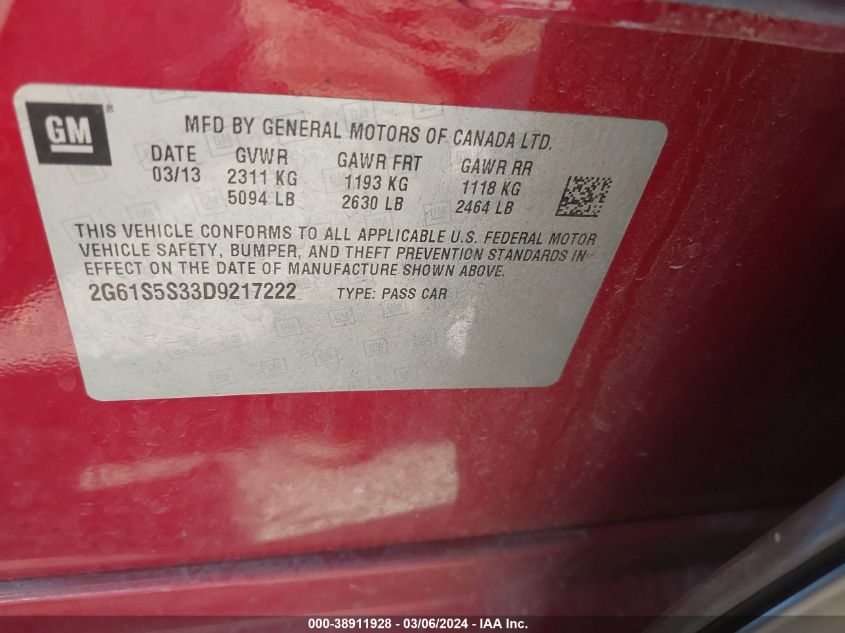 GM ®
MFD BY GENERAL MOTORS OF CANADA LTD.
DATE GVWR GAWR FRT GAWR RR
03/13 2311 KG 1193 KG 1118 KG
5094 LB 2630 LB 2464 LB
THIS VEHICLE CONFORMS TO ALL APPLICABLE U.S. FEDERAL MOTOR
VEHICLE SAFETY, BUMPER, AND THEFT PREVENTION STANDARDS IN
EFFECT ON THE DATE OF MANUFACTURE SHOWN ABOVE.
2G61S5S33D9217222 TYPE: PASS CAR
000-38911928 - 03/06/2024 - IAA Inc.